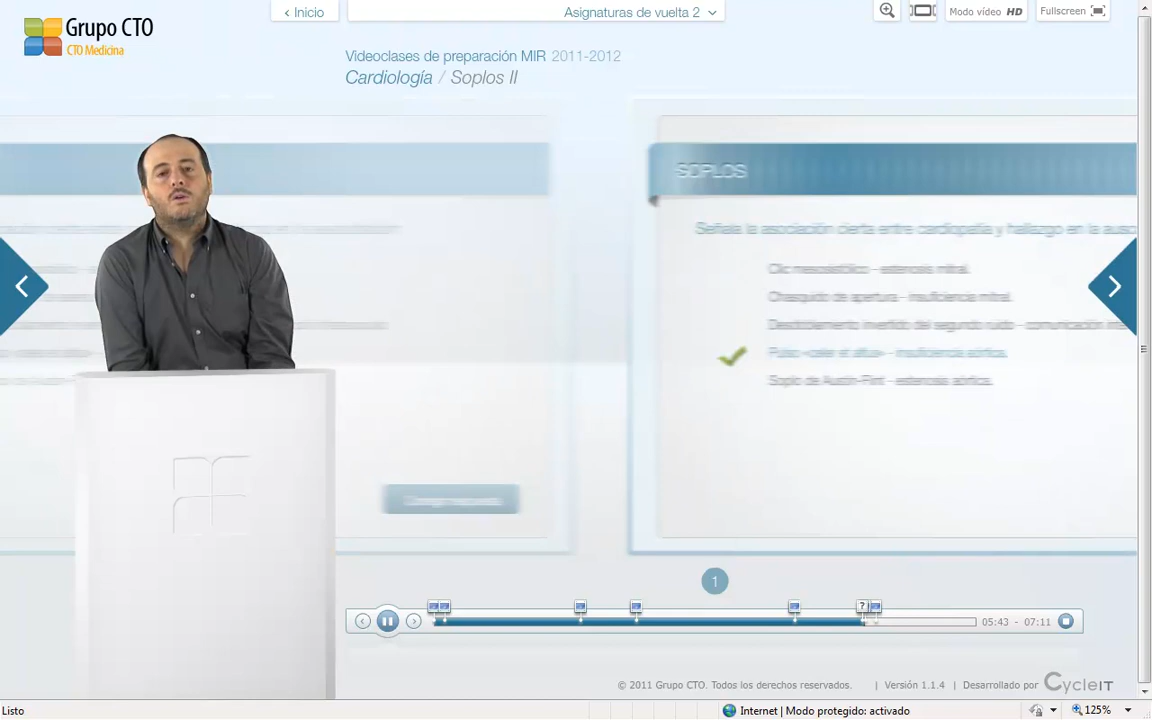 Grupo CTO
CTO Medicina
‹ Inicio
Asignaturas de vuelta 2
Modo vídeo HD
Fullscreen
Videoclases de preparación MIR 2011-2012
Cardiología / Soplos II
SOPLOS
Señala la asociación cierta entre cardiopatía y hallazgo en la
Clic mesosistólico - estenosis mitral.
Chasquido de apertura - insuficiencia mitral.
Desdoblamiento invertido del segundo ruido - comunicación
Pulso «celer et altus» - insuficiencia aórtica.
Soplo de Austin-Flint - estenosis aórtica.
1
?
05:43 - 07:11
© 2011 Grupo CTO. Todos los derechos reservados. | Versión 1.1.4 | Desarrollado por CycleIT
Listo
Internet | Modo protegido: activado
125%